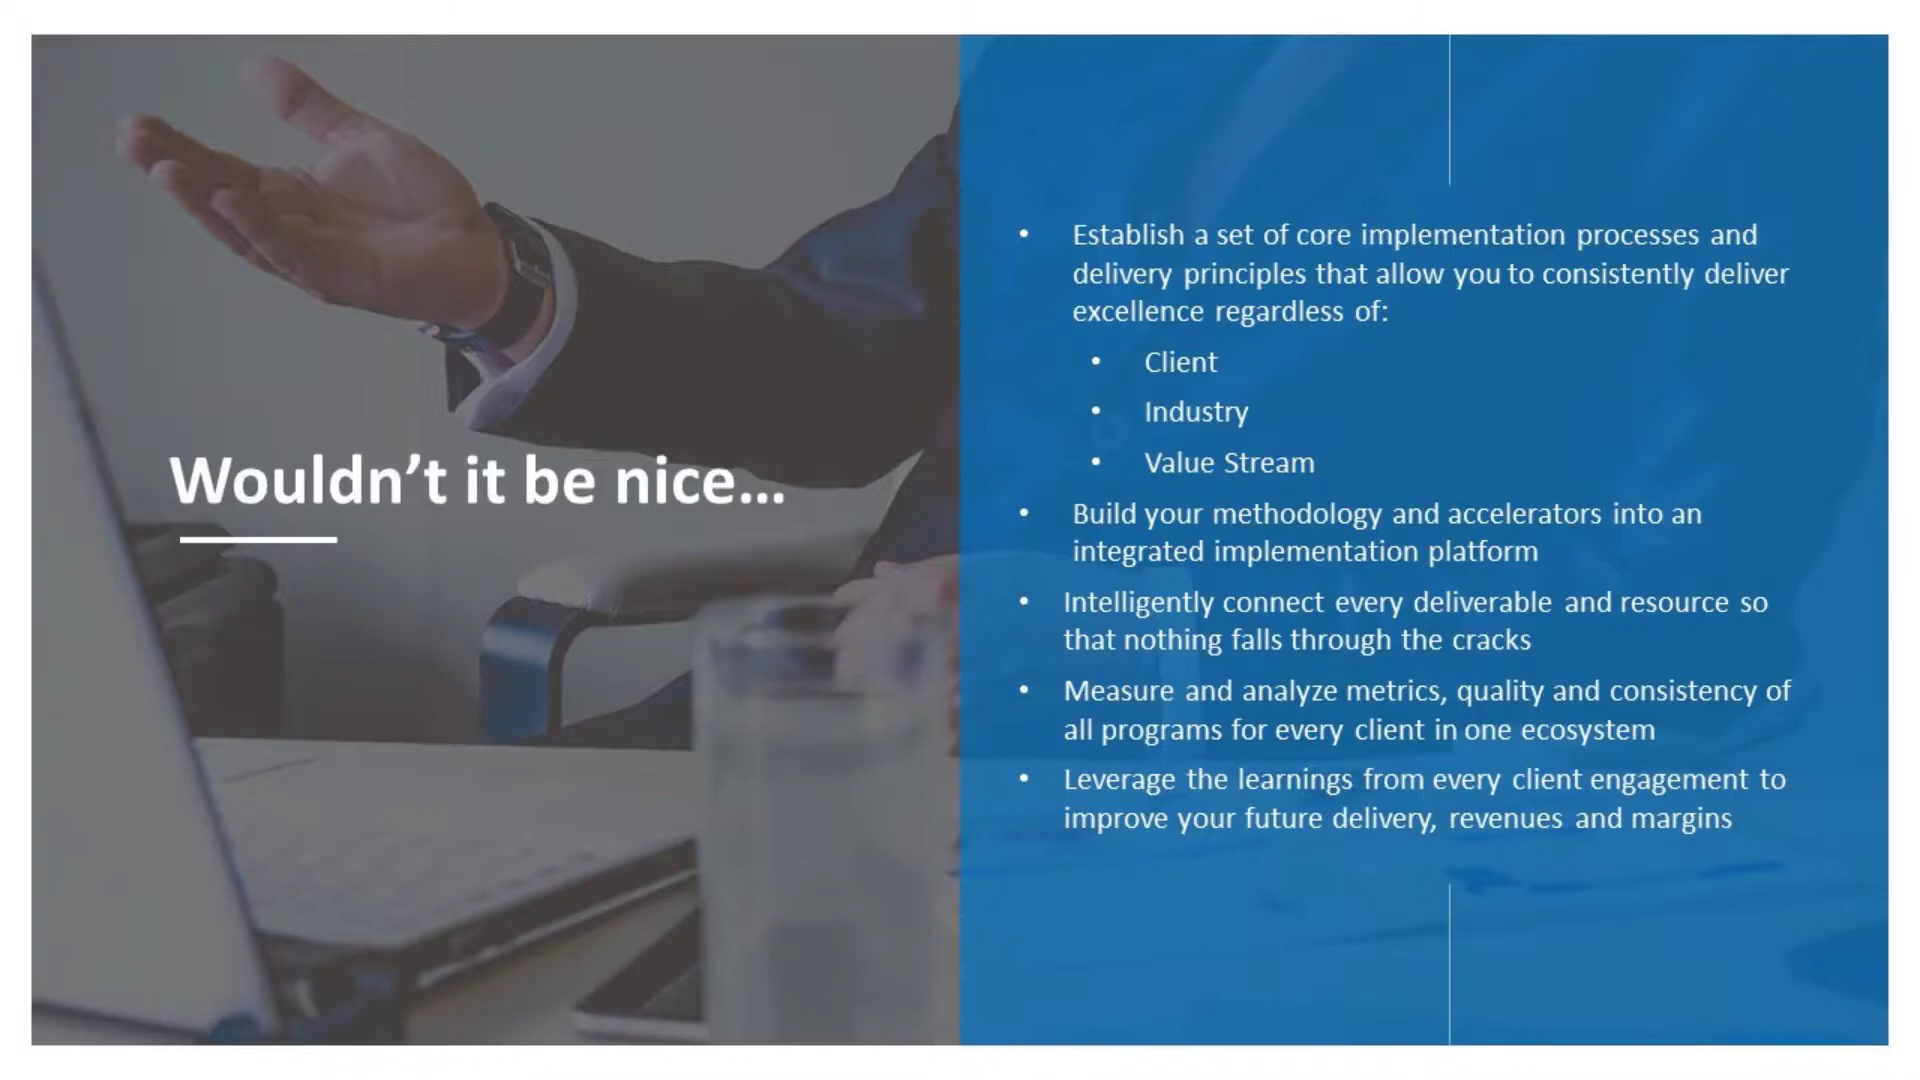 Wouldn’t it be nice...
• Establish a set of core implementation processes and
delivery principles that allow you to consistently deliver
excellence regardless of:
• Client
• Industry
• Value Stream
• Build your methodology and accelerators into an
integrated implementation platform
• Intelligently connect every deliverable and resource so
that nothing falls through the cracks
• Measure and analyze metrics, quality and consistency of
all programs for every client in one ecosystem
• Leverage the learnings from every client engagement to
improve your future delivery, revenues and margins